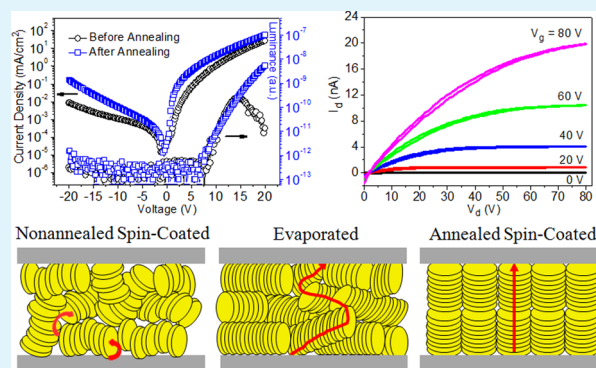 Current Density (mA/cm²)
10²
10¹
10⁰
10⁻¹
10⁻²
10⁻³
10⁻⁴
10⁻⁵
10⁻⁶
Before Annealing
After Annealing
10⁻⁷
10⁻⁸
10⁻⁹
10⁻¹⁰
10⁻¹¹
10⁻¹²
10⁻¹³
Luminance (a.u.)
-20 -15 -10 -5 0 5 10 15 20
Voltage (V)
I_d (nA)
24
20
16
12
8
4
0
V_g = 80 V
60 V
40 V
20 V
0 V
0 20 40 60 80
V_d (V)
Nonannealed Spin-Coated
Evaporated
Annealed Spin-Coated